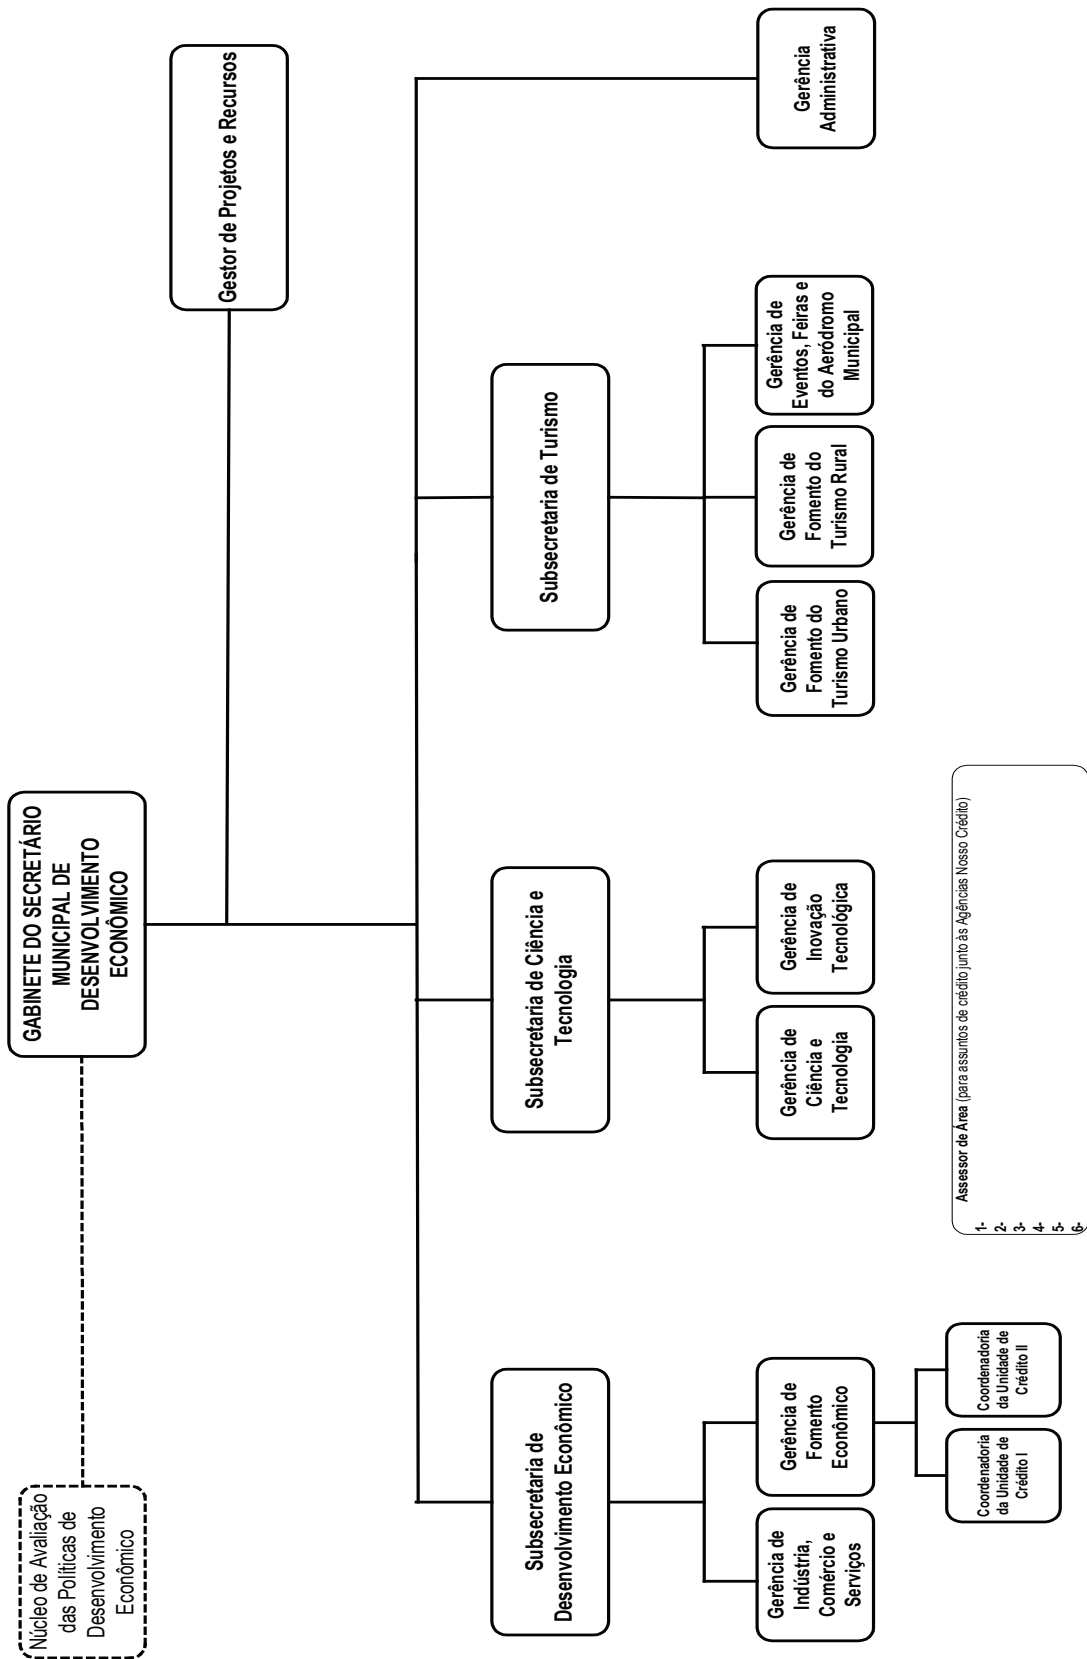 Núcleo de Avaliação
das Políticas de
Desenvolvimento
Econômico
GABINETE DO SECRETÁRIO
MUNICIPAL DE
DESENVOLVIMENTO
ECONÔMICO
Gestor de Projetos e Recursos
Subsecretaria de
Desenvolvimento Econômico
Subsecretaria de Ciência e
Tecnologia
Subsecretaria de Turismo
Gerência de
Indústria,
Comércio e
Serviços
Gerência de
Fomento
Econômico
Gerência de
Ciência e
Tecnologia
Gerência de
Inovação
Tecnológica
Gerência de
Fomento do
Turismo Urbano
Gerência de
Fomento do
Turismo Rural
Gerência de
Eventos, Feiras e
do Aeródromo
Municipal
Gerência
Administrativa
Coordenadoria
da Unidade de
Crédito I
Coordenadoria
da Unidade de
Crédito II
Assessor de Área (para assuntos de crédito junto às Agências Nosso Crédito)
1-
2-
3-
4-
5-
6-